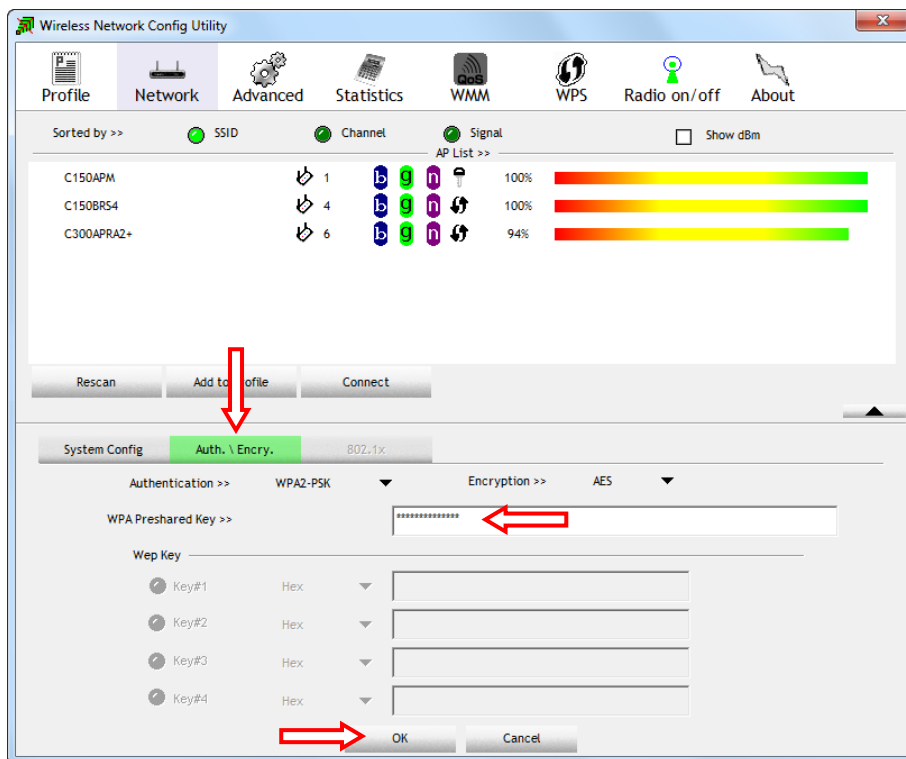 Wireless Network Config Utility
Profile Network Advanced Statistics QoS WMM WPS Radio on/off About
Sorted by >> SSID Channel Signal Show dBm
AP List >>
C150APM 1 b g n 100%
C150BRS4 4 b g n 100%
C300APRA2+ 6 b g n 94%
Rescan Add to Profile Connect
System Config Auth. \ Encry. 802.1x
Authentication >> WPA2-PSK Encryption >> AES
WPA Preshared Key >> **************
Wep Key
Key#1 Hex
Key#2 Hex
Key#3 Hex
Key#4 Hex
OK Cancel